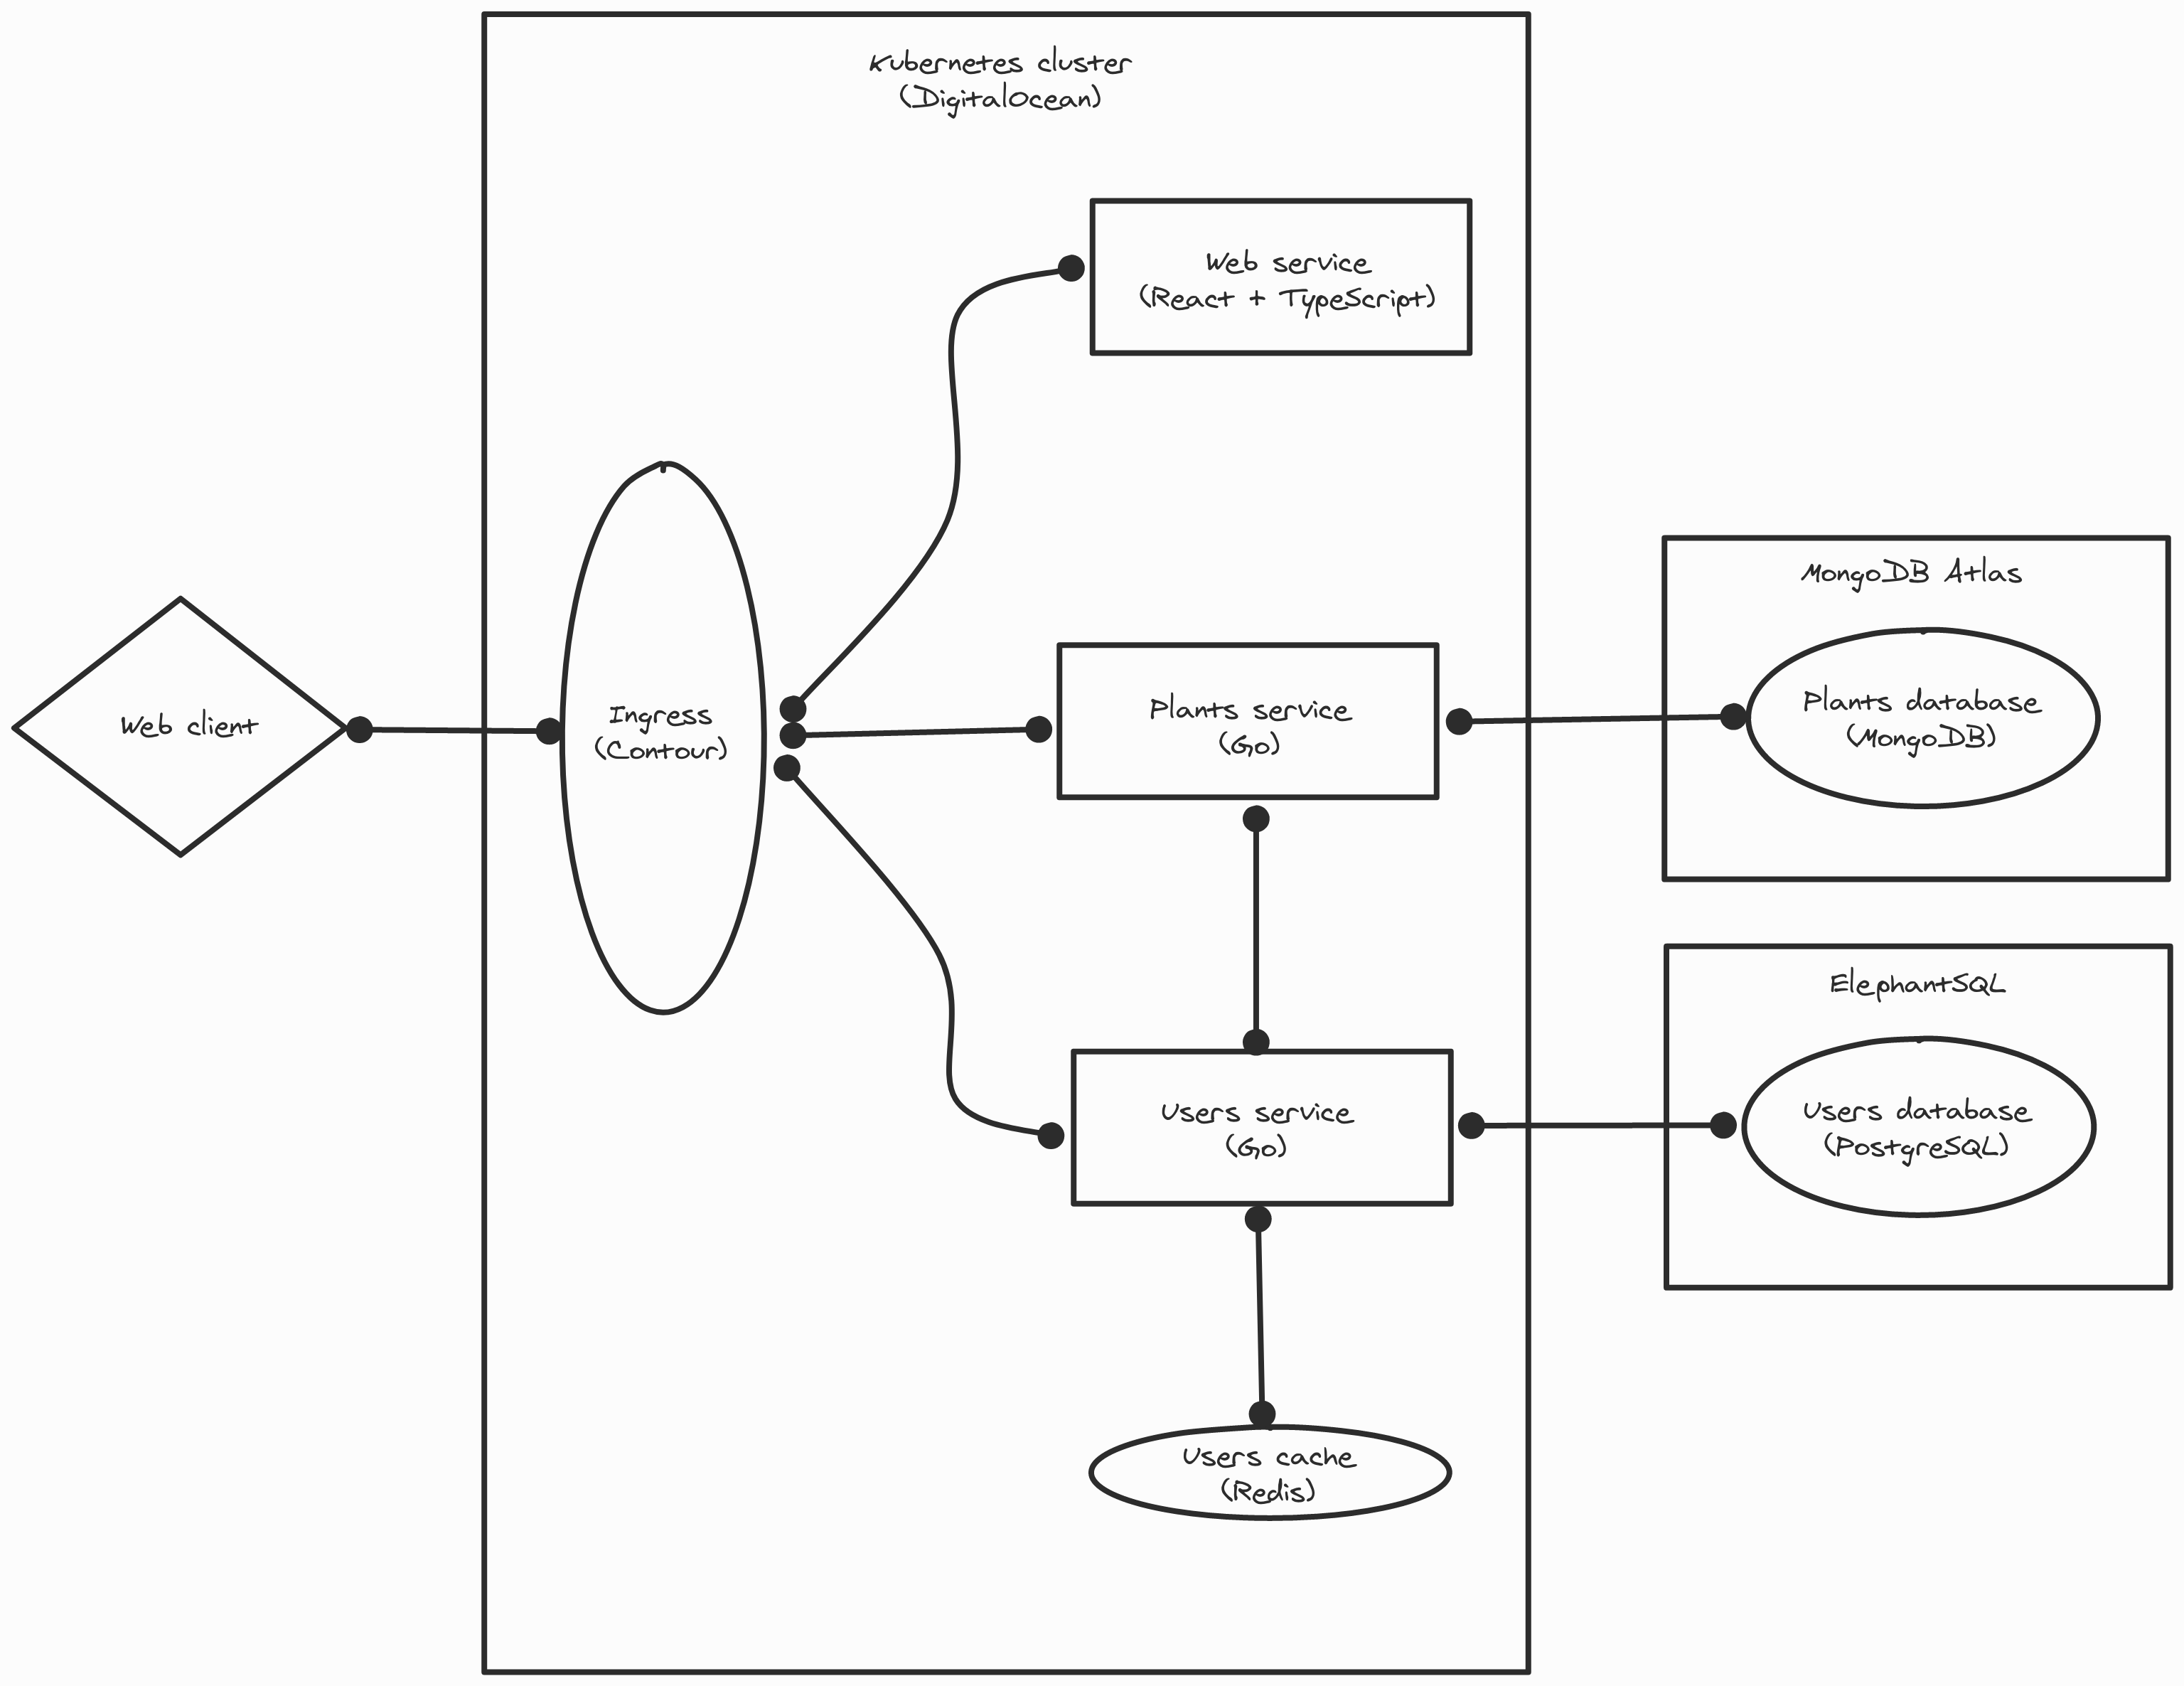 Kubernetes cluster
(DigitalOcean)
Web service
(React + TypeScript)
Web client
Ingress
(Contour)
Plants service
(Go)
MongoDB Atlas
Plants database
(MongoDB)
Users service
(Go)
ElephantSQL
Users database
(PostgreSQL)
Users cache
(Redis)